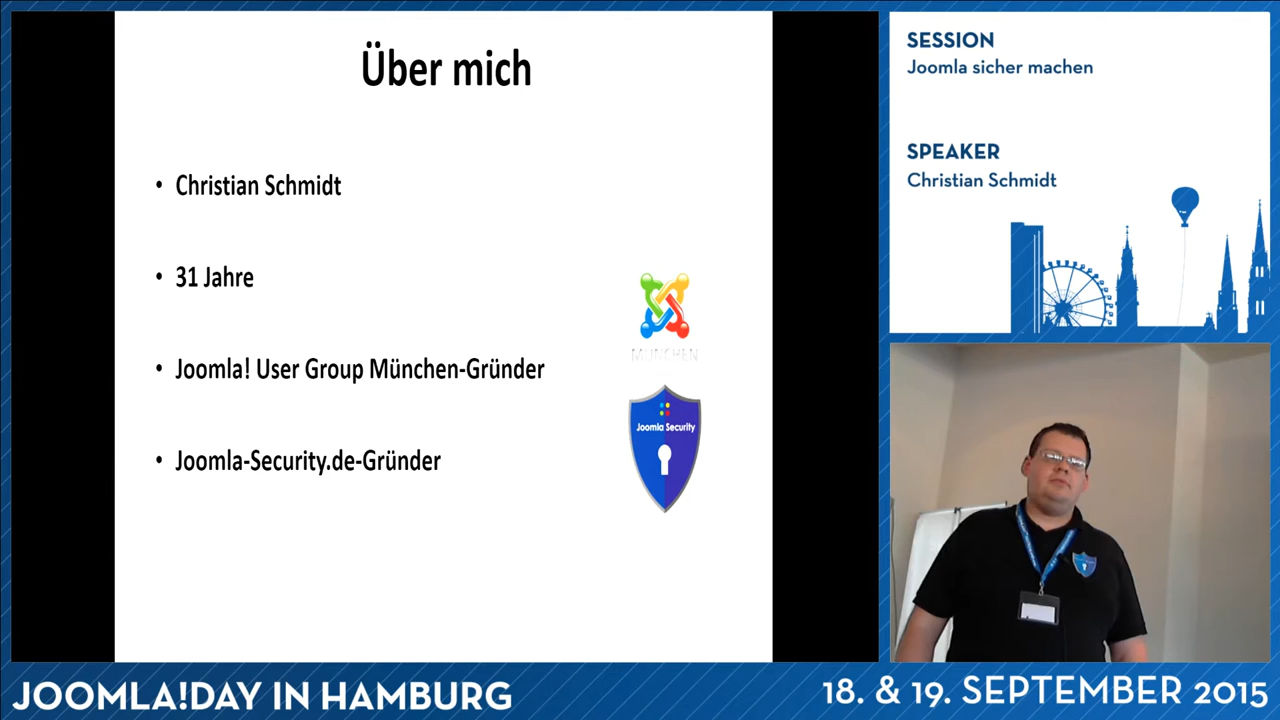 Über mich
• Christian Schmidt
• 31 Jahre
• Joomla! User Group München-Gründer
• Joomla-Security.de-Gründer
MÜNCHEN
Joomla Security
SESSION
Joomla sicher machen
SPEAKER
Christian Schmidt
JOOMLA!DAY IN HAMBURG
18. & 19. SEPTEMBER 2015